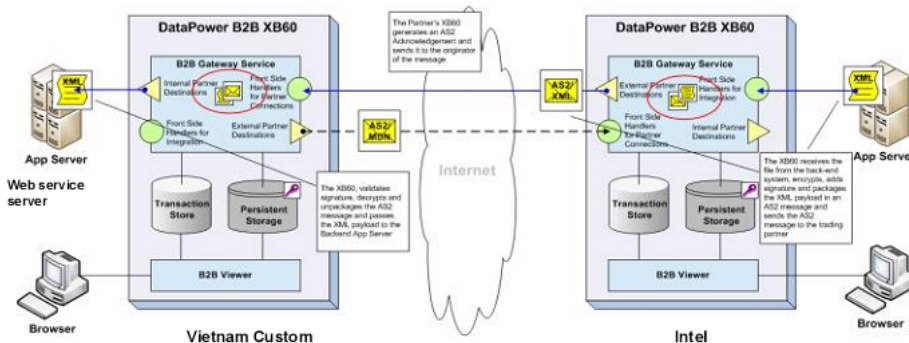 DataPower B2B XB60
B2B Gateway Service
XML
Internal Partner
Destinations
Front Side
Handlers
for Partner
Connections
Front Side
Handlers for
Integration
External Partner
Destinations
App Server
Web service
server
Transaction
Store
Persistent
Storage
B2B Viewer
Browser
Vietnam Custom
The Partner's XB60
generates an AS2
Acknowledgement and
sends it to the originator
of the message
AS2/
XML
AS2/
MDN
Internet
The XB60, validates
signature, decrypts and
unpackages the AS2
message and passes
the XML payload to the
Backend App Server
DataPower B2B XB60
B2B Gateway Service
External Partner
Destinations
Front Side
Handlers for
Integration
Front Side
Handlers
for Partner
Connections
Internal Partner
Destinations
XML
App Server
The XB60 receives the
file from the back-end
system, encrypts, adds
signature and packages
the XML payload in an
AS2 message and
sends the AS2
message to the trading
partner
Transaction
Store
Persistent
Storage
B2B Viewer
Browser
Intel